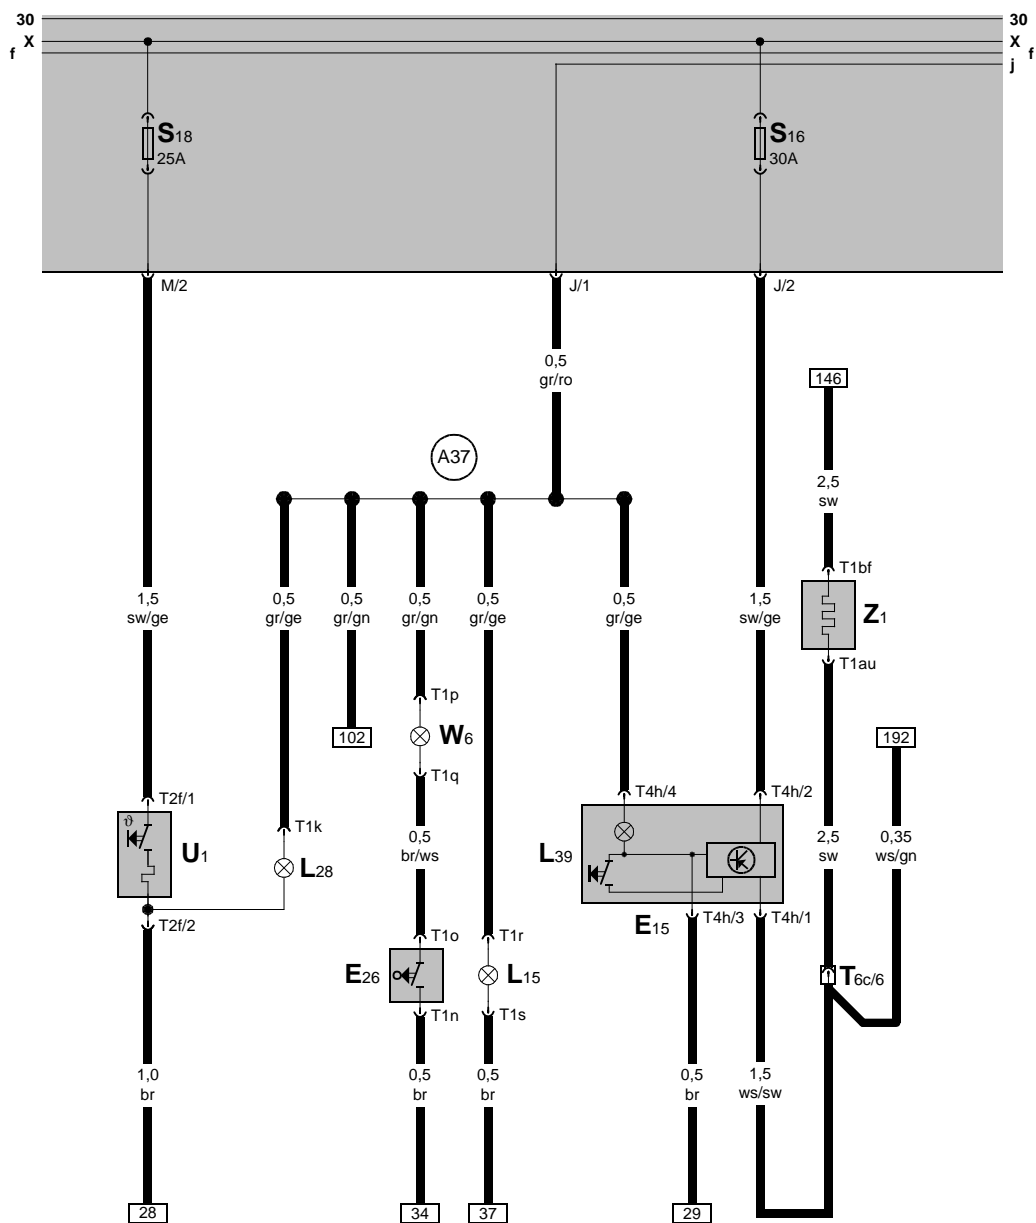 30 30
X X
f f
j
S18
25A
S16
30A
M/2
J/1
J/2
0,5
gr/ro
146
A37
2,5
sw
T1bf
1,5
sw/ge
0,5
gr/ge
0,5
gr/gn
0,5
gr/gn
0,5
gr/ge
0,5
gr/ge
1,5
sw/ge
Z1
T1au
T1p
102
W6
192
T1q
T2f/1
T4h/4
T4h/2
ϑ
U1
T1k
L28
0,5
br/ws
L39
2,5
sw
0,35
ws/gn
T2f/2
E15
T4h/3
T4h/1
T1o
T1r
E26
L15
T6c/6
T1n
T1s
1,0
br
0,5
br
0,5
br
0,5
br
1,5
ws/sw
28
34
37
29